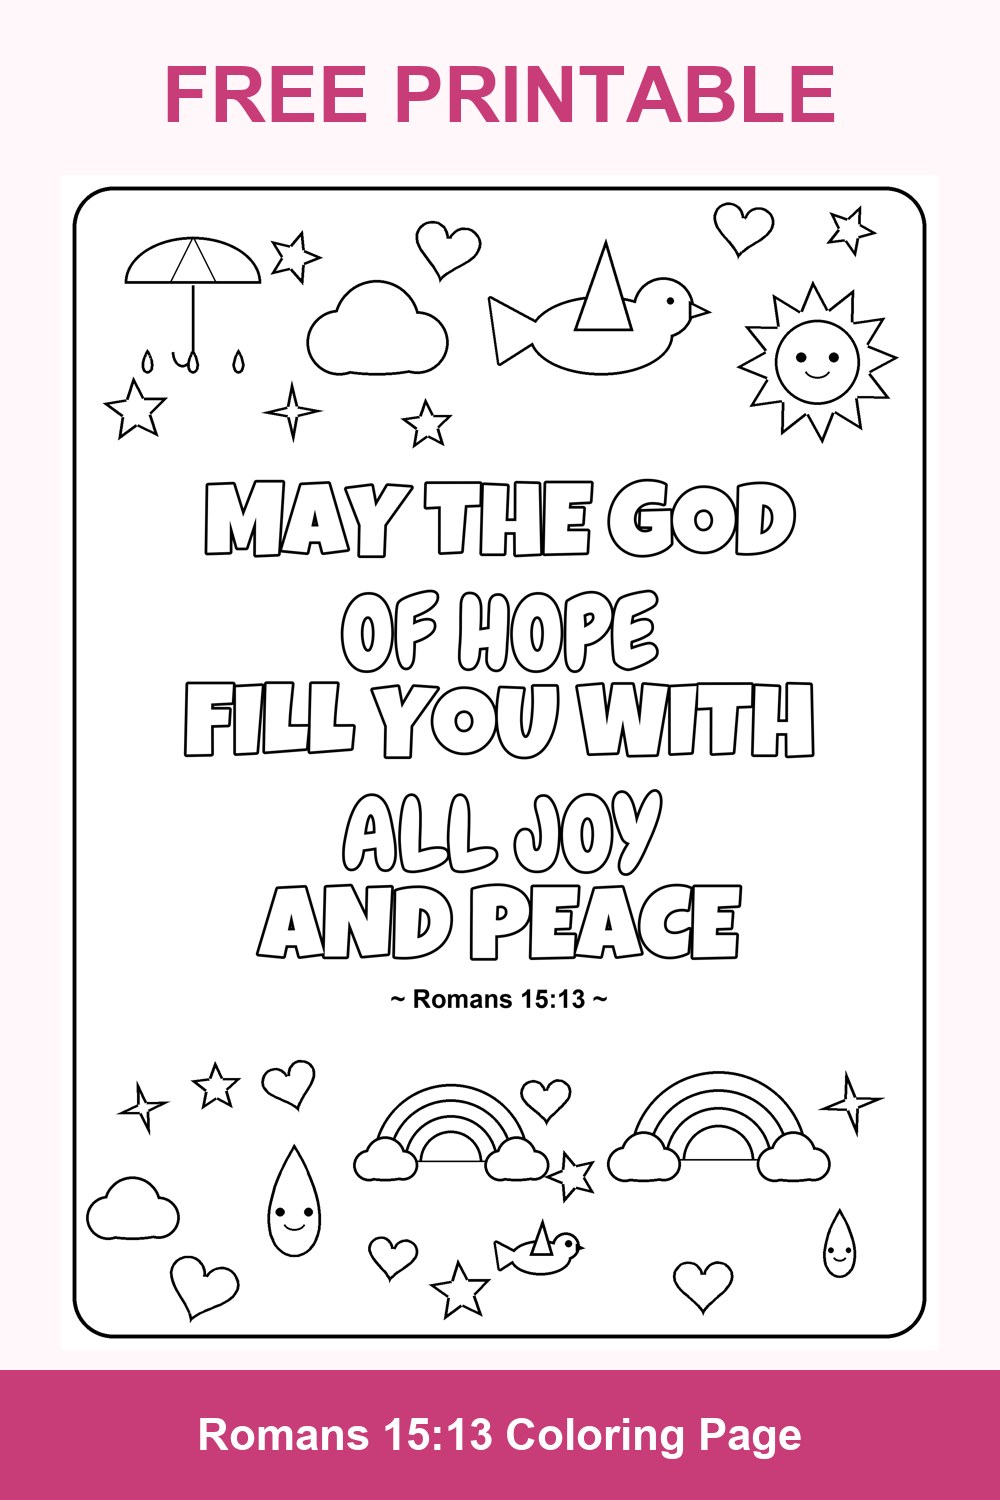 FREE PRINTABLE
MAY THE GOD
OF HOPE
FILL YOU WITH
ALL JOY
AND PEACE
~ Romans 15:13 ~
Romans 15:13 Coloring Page